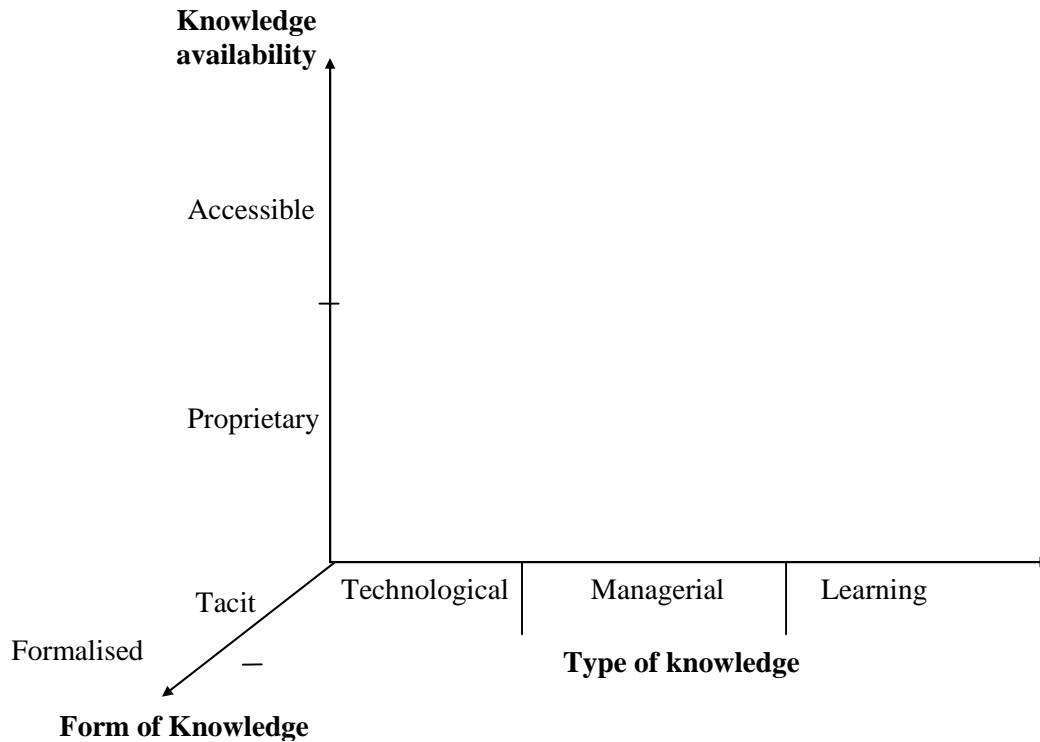 Knowledge
availability
Accessible
Proprietary
Technological Managerial Learning
Tacit
Formalised
Type of knowledge
Form of Knowledge